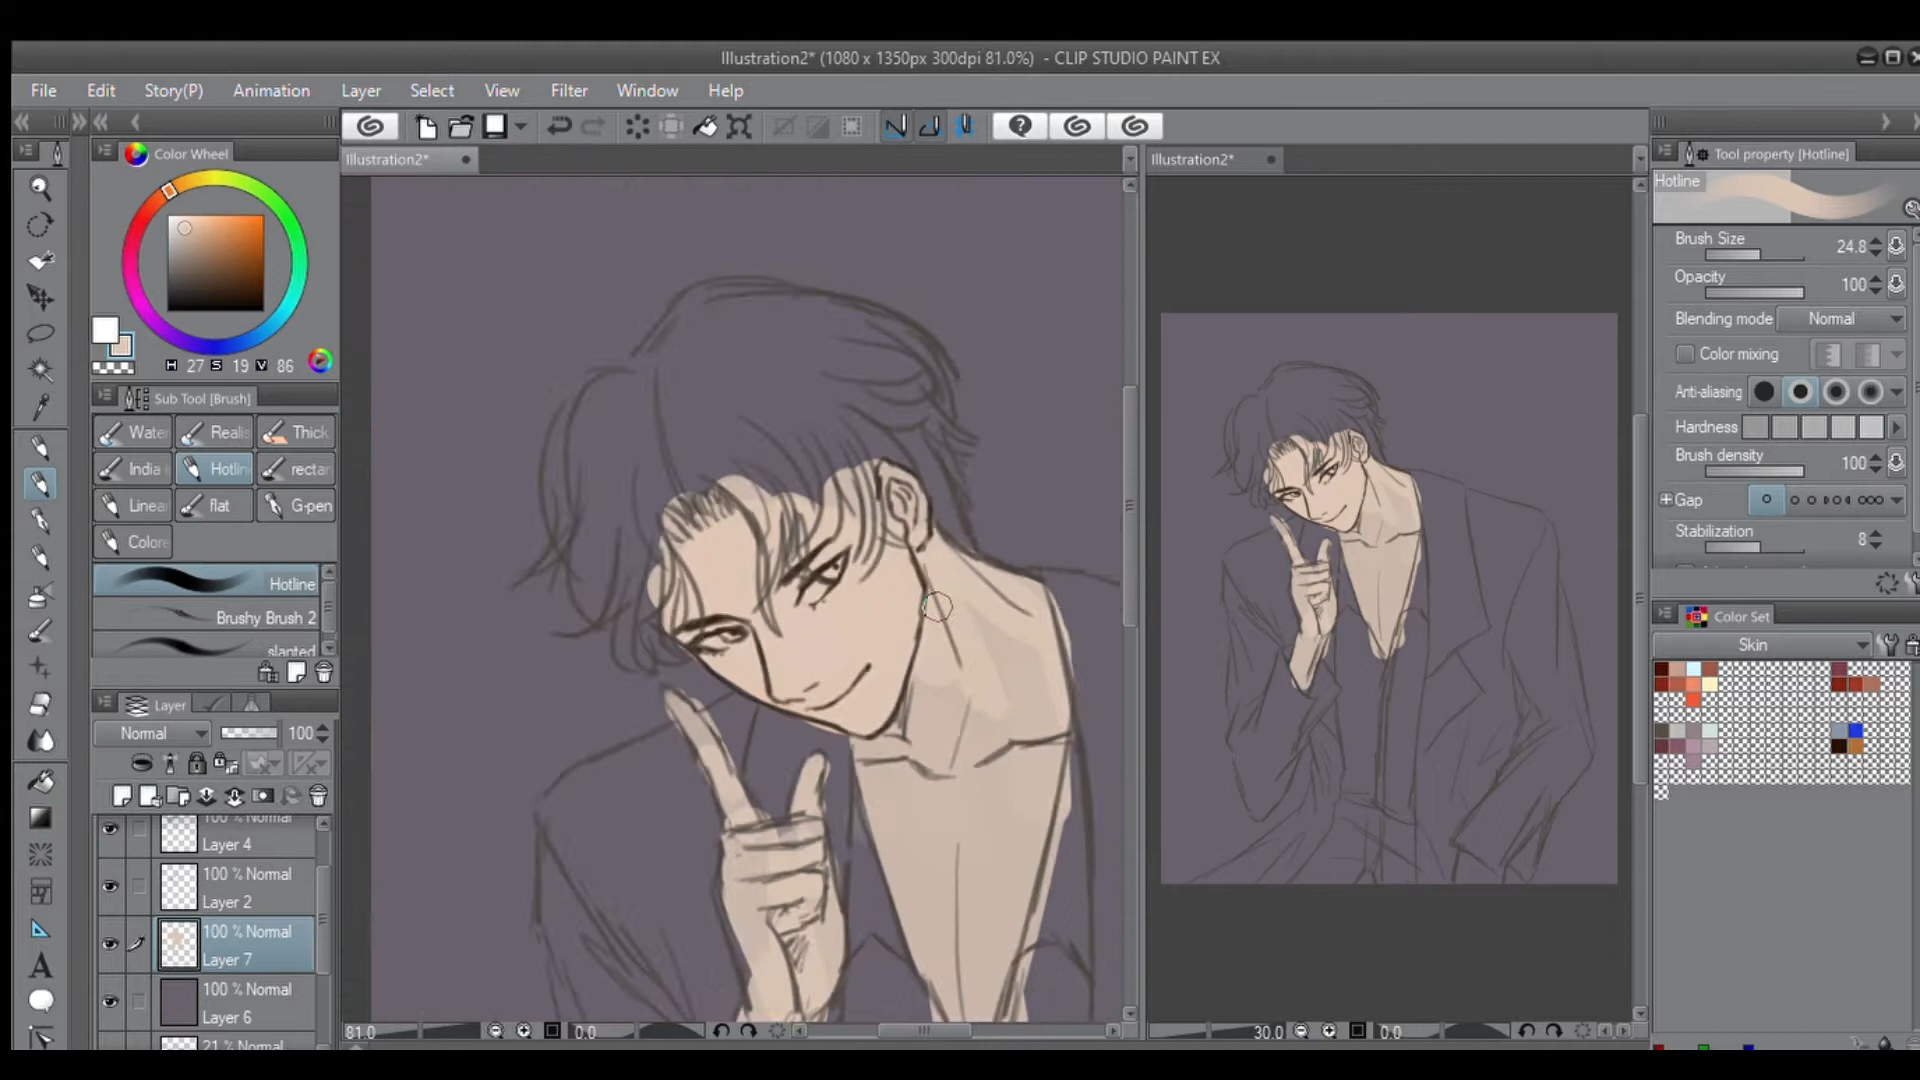 Illustration2* (1080 x 1350px 300dpi 81.0%) - CLIP STUDIO PAINT EX
File Edit Story(P) Animation Layer Select View Filter Window Help
Color Wheel
Illustration2*
Illustration2*
Tool property [Hotline]
Hotline
Brush Size 24.8
Opacity 100
Blending mode Normal
Color mixing
Anti-aliasing
Hardness
Brush density 100
Gap
Stabilization 8
H 27 S 19 V 86
Sub Tool [Brush]
Water Realis Thick
India Hotlin rectan
Linea flat G-pen
Colore
Hotline
Brushy Brush 2
slanted
Layer
Normal 100
100 % Normal
Layer 4
100 % Normal
Layer 2
100 % Normal
Layer 7
100 % Normal
Layer 6
21 % Normal
Color Set
Skin
81.0 0.0
30.0 0.0